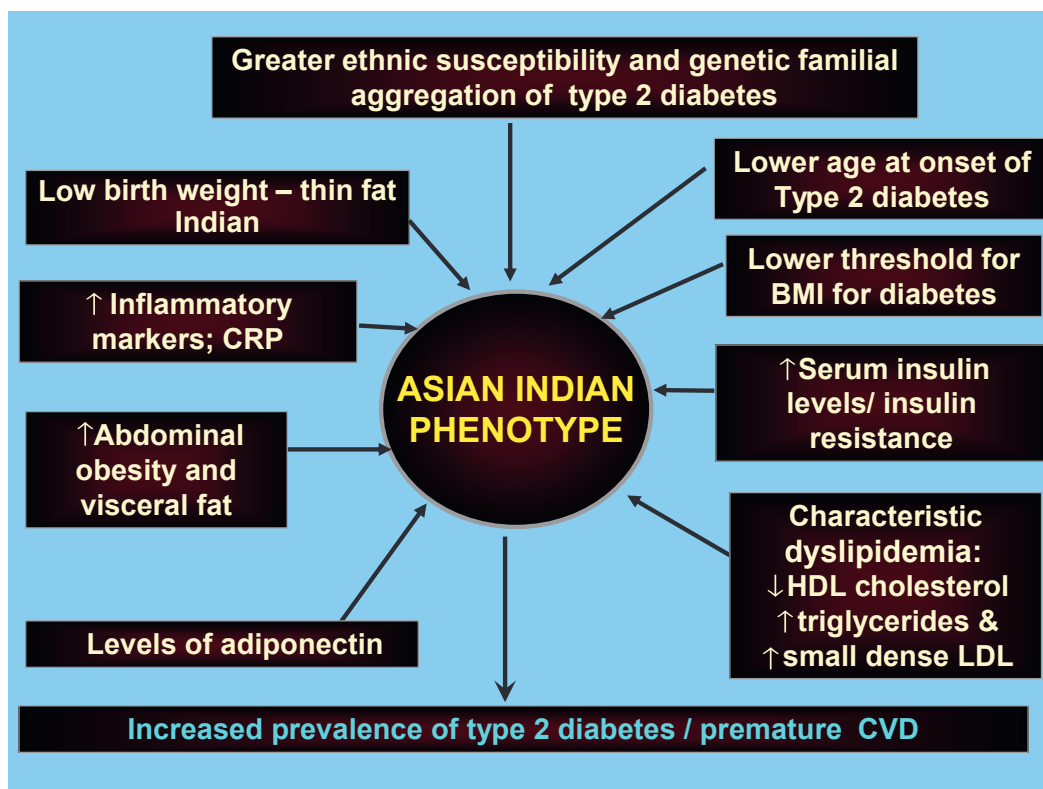 Greater ethnic susceptibility and genetic familial
aggregation of type 2 diabetes
Low birth weight – thin fat
Indian
Lower age at onset of
Type 2 diabetes
Lower threshold for
BMI for diabetes
↑ Inflammatory
markers; CRP
ASIAN INDIAN
PHENOTYPE
↑Serum insulin
levels/ insulin
resistance
↑Abdominal
obesity and
visceral fat
Characteristic
dyslipidemia:
↓HDL cholesterol
↑triglycerides &
↑small dense LDL
Levels of adiponectin
Increased prevalence of type 2 diabetes / premature CVD